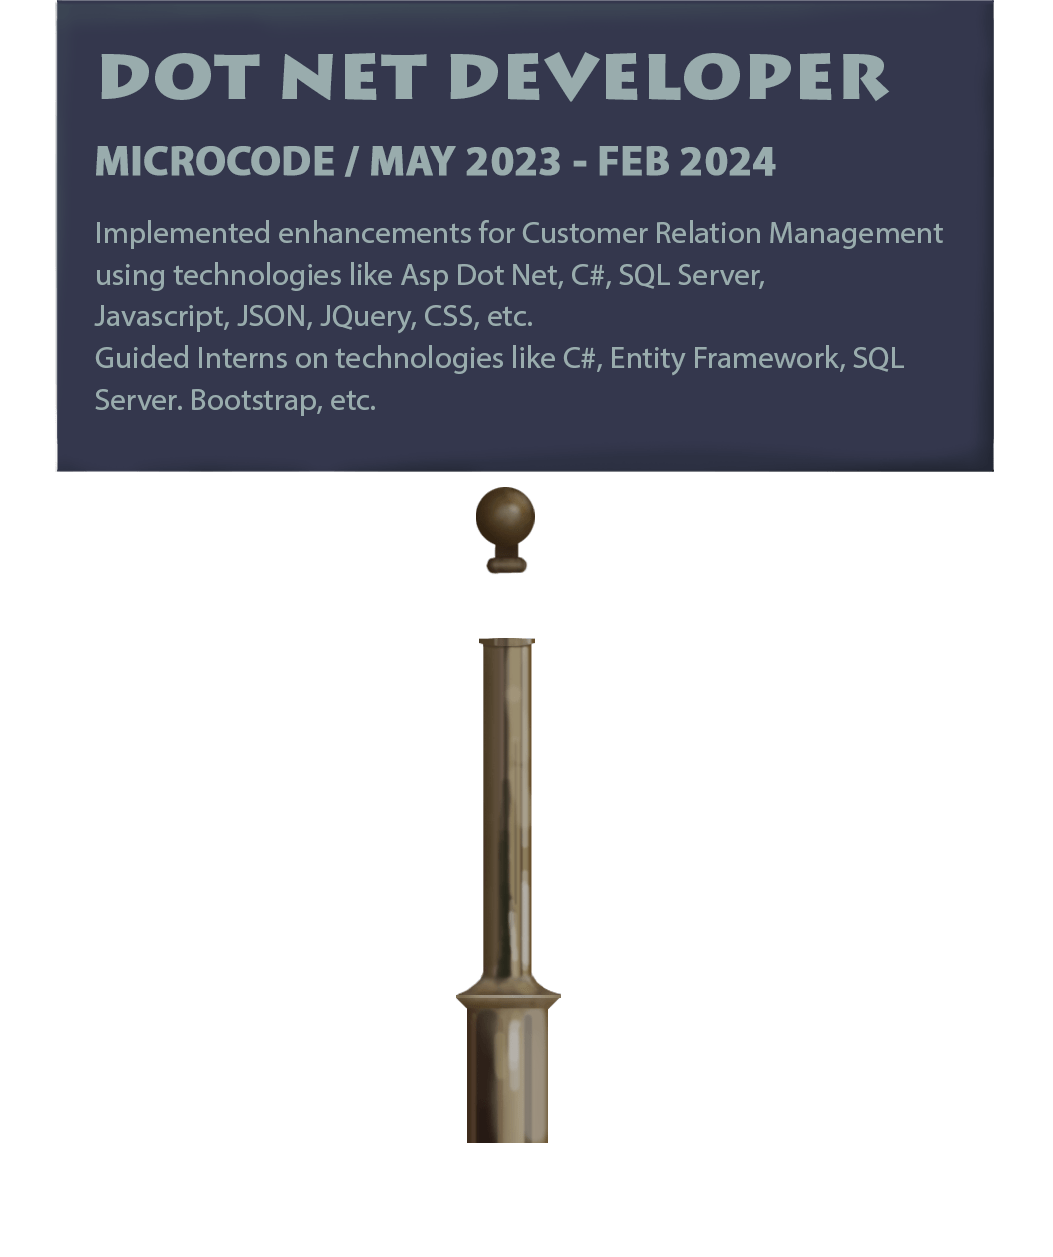 DOT NET DEVELOPER
MICROCODE / MAY 2023 - FEB 2024
Implemented enhancements for Customer Relation Management
using technologies like Asp Dot Net, C#, SQL Server,
Javascript, JSON, JQuery, CSS, etc.
Guided Interns on technologies like C#, Entity Framework, SQL
Server. Bootstrap, etc.